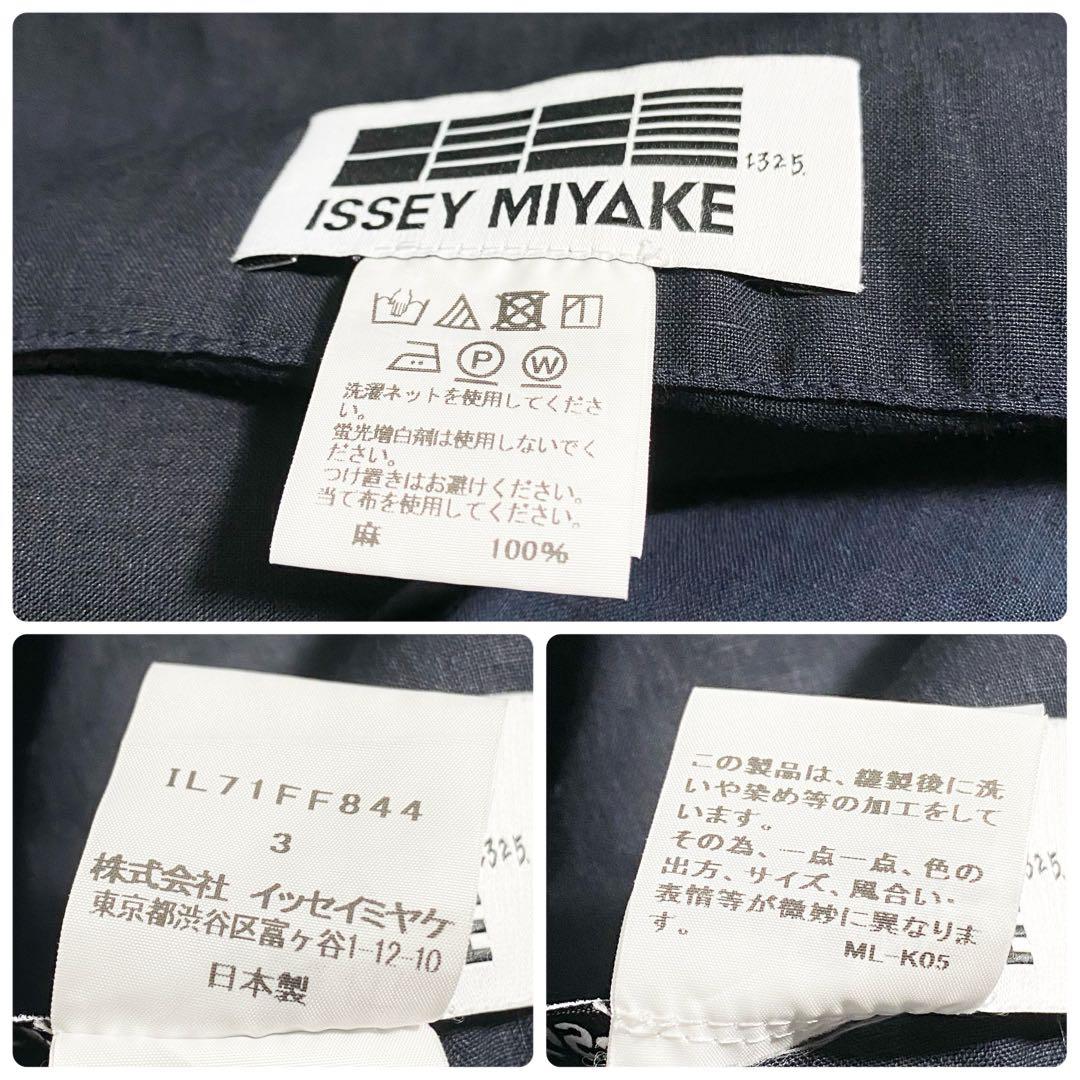 132 5.
ISSEY MIYAKE
P W
洗濯ネットを使用してくださ
い。
蛍光増白剤は使用しないでく
ださい。
つけ置きはお避けください。
当て布を使用してください。
麻 100%
IL71FF844
3
株式会社 イッセイミヤケ
東京都渋谷区富ヶ谷1-12-10
日本製
325.
この製品は、縫製後に洗
いや染め等の加工をして
います。
その為、一点一点、色の
出方、サイズ、風合い・
表情等が微妙に異なりま
す。
ML-K05
325.